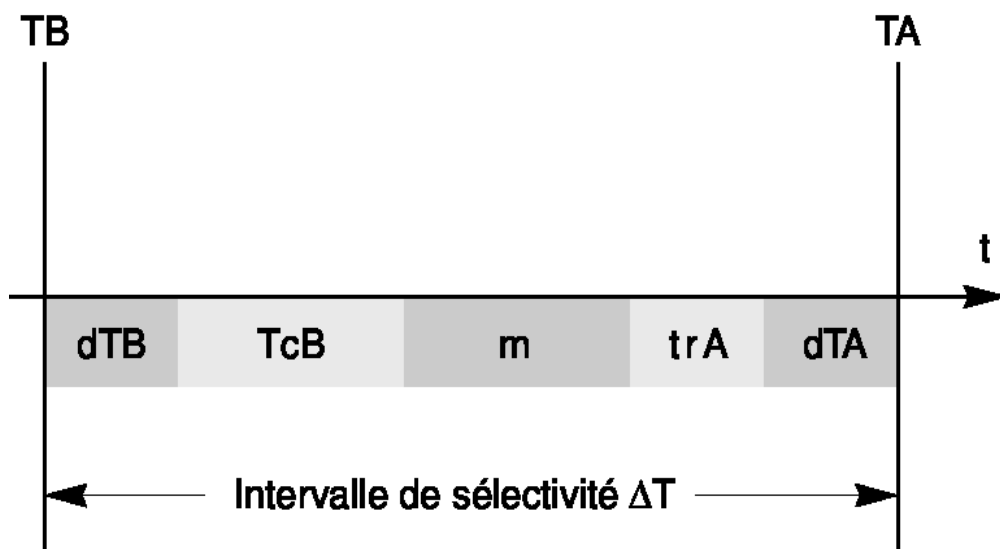 TB TA
t
dTB TcB m trA dTA
Intervalle de sélectivité ΔT